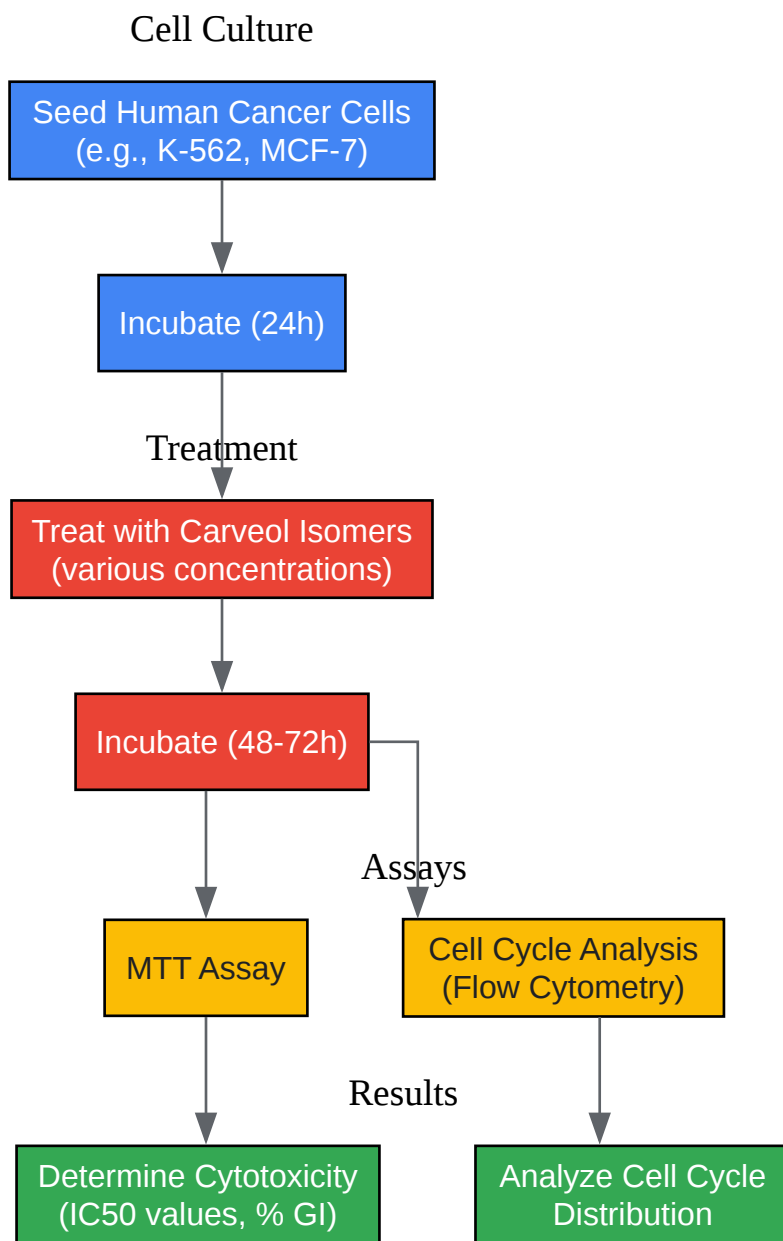 Cell Culture
Seed Human Cancer Cells
(e.g., K-562, MCF-7)
Incubate (24h)
Treatment
Treat with Carveol Isomers
(various concentrations)
Incubate (48-72h)
Assays
MTT Assay
Cell Cycle Analysis
(Flow Cytometry)
Results
Determine Cytotoxicity
(IC50 values, % GI)
Analyze Cell Cycle
Distribution